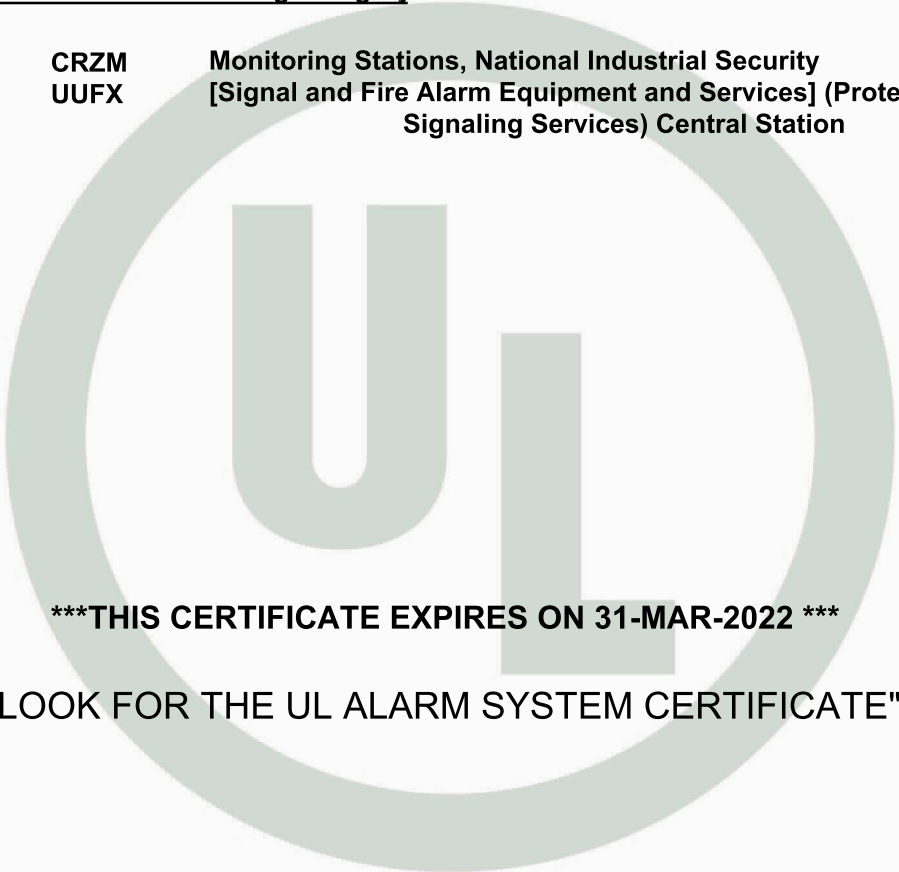 CRZM Monitoring Stations, National Industrial Security
UUFX [Signal and Fire Alarm Equipment and Services] (Prote
Signaling Services) Central Station
UL
***THIS CERTIFICATE EXPIRES ON 31-MAR-2022 ***
LOOK FOR THE UL ALARM SYSTEM CERTIFICATE"